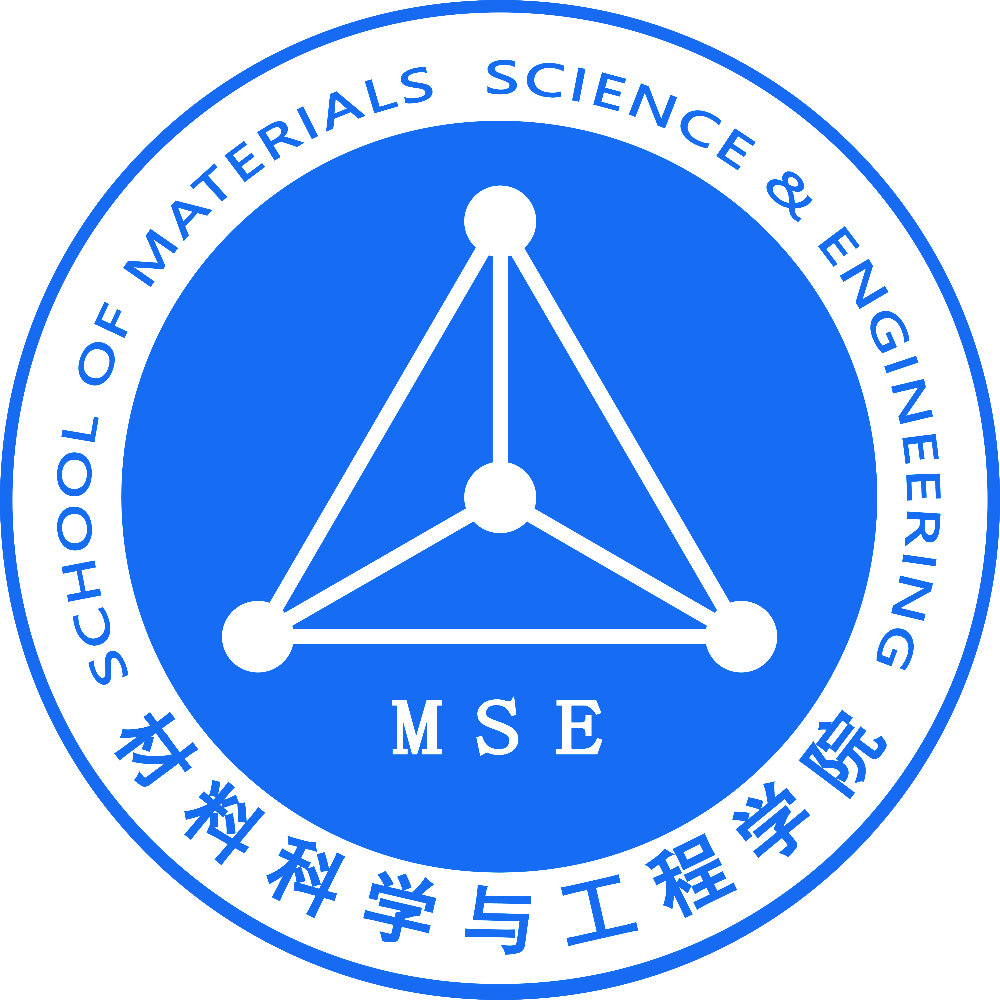 SCHOOL OF MATERIALS SCIENCE & ENGINEERING
MSE
材料科学与工程学院